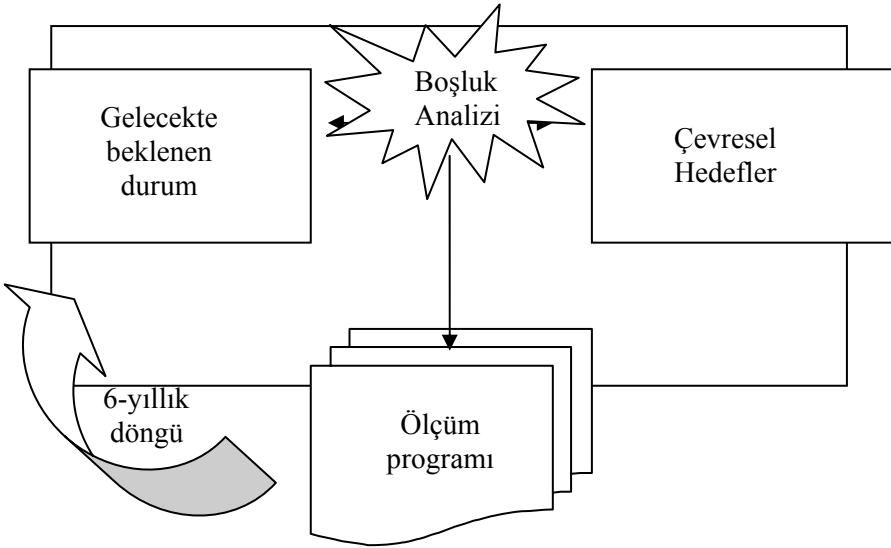 Gelecekte
beklenen
durum
Boşluk
Analizi
Çevresel
Hedefler
6-yıllık
döngü
Ölçüm
programı